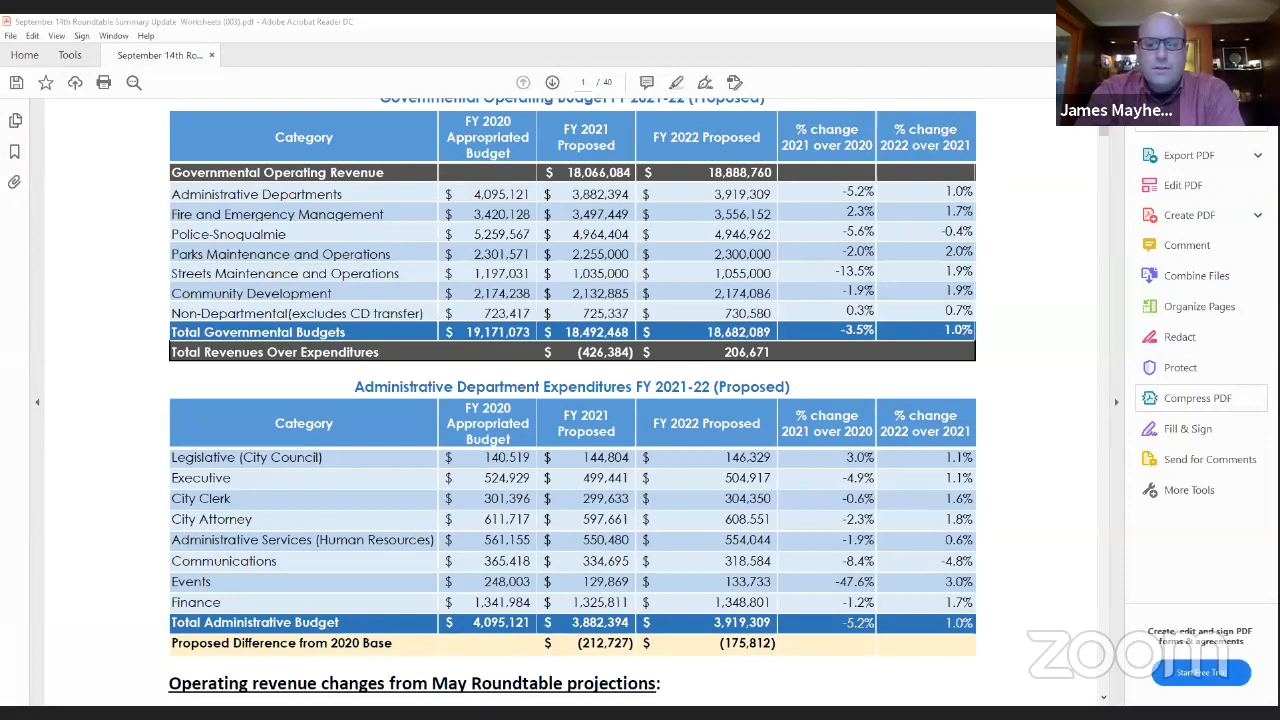 September 14th Roundtable Summary Update Worksheets (003).pdf - Adobe Acrobat Reader DC
File Edit View Sign Window Help
Home Tools September 14th Ro... ×
1 / 40
James Mayhe...
Governmental Operating Budget FY 2021-22 (Proposed)
Category FY 2020 Appropriated Budget FY 2021 Proposed FY 2022 Proposed % change 2021 over 2020 % change 2022 over 2021
Governmental Operating Revenue $ 18,066,084 $ 18,888,760
Administrative Departments $ 4,095,121 $ 3,882,394 $ 3,919,309 -5.2% 1.0%
Fire and Emergency Management $ 3,420,128 $ 3,497,449 $ 3,556,152 2.3% 1.7%
Police-Snoqualmie $ 5,259,567 $ 4,964,404 $ 4,946,962 -5.6% -0.4%
Parks Maintenance and Operations $ 2,301,571 $ 2,255,000 $ 2,300,000 -2.0% 2.0%
Streets Maintenance and Operations $ 1,197,031 $ 1,035,000 $ 1,055,000 -13.5% 1.9%
Community Development $ 2,174,238 $ 2,132,885 $ 2,174,086 -1.9% 1.9%
Non-Departmental(excludes CD transfer) $ 723,417 $ 725,337 $ 730,580 0.3% 0.7%
Total Governmental Budgets $ 19,171,073 $ 18,492,468 $ 18,682,089 -3.5% 1.0%
Total Revenues Over Expenditures $ (426,384) $ 206,671
Administrative Department Expenditures FY 2021-22 (Proposed)
Category FY 2020 Appropriated Budget FY 2021 Proposed FY 2022 Proposed % change 2021 over 2020 % change 2022 over 2021
Legislative (City Council) $ 140,519 $ 144,804 $ 146,329 3.0% 1.1%
Executive $ 524,929 $ 499,441 $ 504,917 -4.9% 1.1%
City Clerk $ 301,396 $ 299,633 $ 304,350 -0.6% 1.6%
City Attorney $ 611,717 $ 597,661 $ 608,551 -2.3% 1.8%
Administrative Services (Human Resources) $ 561,155 $ 550,480 $ 554,044 -1.9% 0.6%
Communications $ 365,418 $ 334,695 $ 318,584 -8.4% -4.8%
Events $ 248,003 $ 129,869 $ 133,733 -47.6% 3.0%
Finance $ 1,341,984 $ 1,325,811 $ 1,348,801 -1.2% 1.7%
Total Administrative Budget $ 4,095,121 $ 3,882,394 $ 3,919,309 -5.2% 1.0%
Proposed Difference from 2020 Base $ (212,727) $ (175,812)
Operating revenue changes from May Roundtable projections:
Export PDF
Edit PDF
Create PDF
Comment
Combine Files
Organize Pages
Redact
Protect
Compress PDF
Fill & Sign
Send for Comments
More Tools
Create, edit and sign PDF
forms & agreements
Start Free Trial
zoom